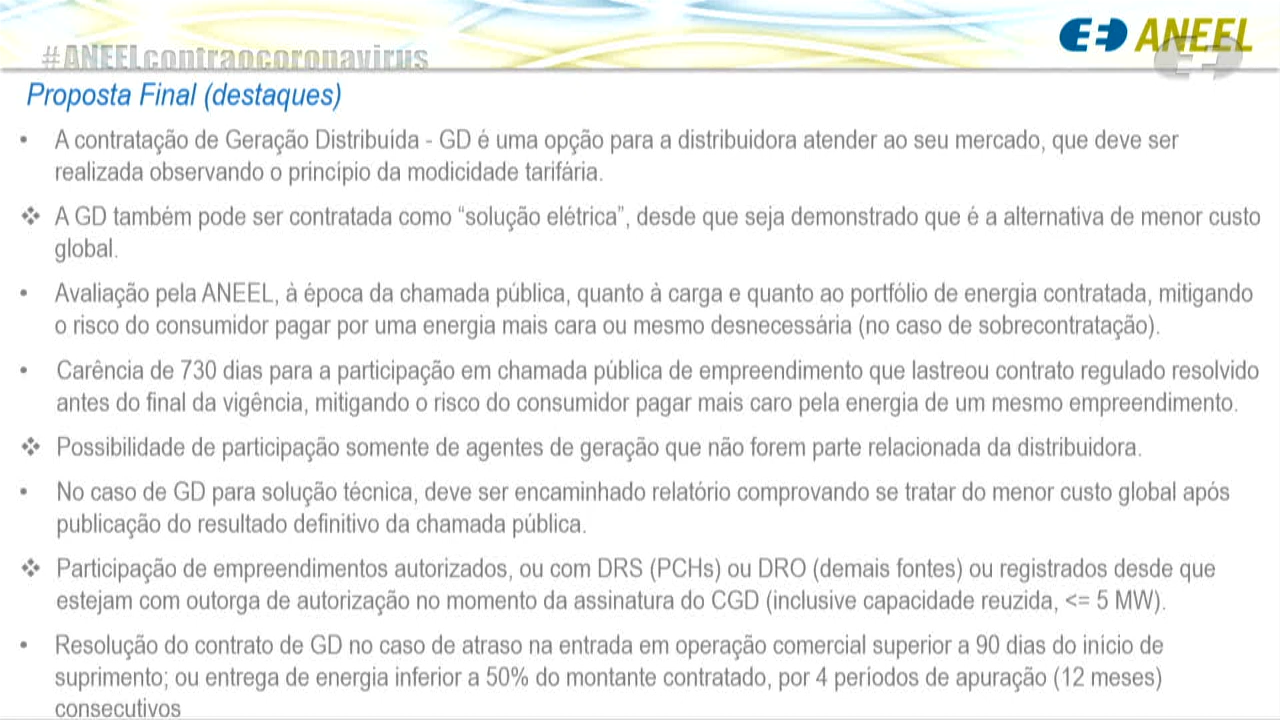 #ANEELcontraocoronavirus
ANEEL
Proposta Final (destaques)
• A contratação de Geração Distribuída - GD é uma opção para a distribuidora atender ao seu mercado, que deve ser
realizada observando o princípio da modicidade tarifária.
❖ A GD também pode ser contratada como “solução elétrica”, desde que seja demonstrado que é a alternativa de menor custo
global.
• Avaliação pela ANEEL, à época da chamada pública, quanto à carga e quanto ao portfólio de energia contratada, mitigando
o risco do consumidor pagar por uma energia mais cara ou mesmo desnecessária (no caso de sobrecontratação).
• Carência de 730 dias para a participação em chamada pública de empreendimento que lastreou contrato regulado resolvido
antes do final da vigência, mitigando o risco do consumidor pagar mais caro pela energia de um mesmo empreendimento.
❖ Possibilidade de participação somente de agentes de geração que não forem parte relacionada da distribuidora.
• No caso de GD para solução técnica, deve ser encaminhado relatório comprovando se tratar do menor custo global após
publicação do resultado definitivo da chamada pública.
❖ Participação de empreendimentos autorizados, ou com DRS (PCHs) ou DRO (demais fontes) ou registrados desde que
estejam com outorga de autorização no momento da assinatura do CGD (inclusive capacidade reuzida, <= 5 MW).
• Resolução do contrato de GD no caso de atraso na entrada em operação comercial superior a 90 dias do início de
suprimento; ou entrega de energia inferior a 50% do montante contratado, por 4 períodos de apuração (12 meses)
consecutivos